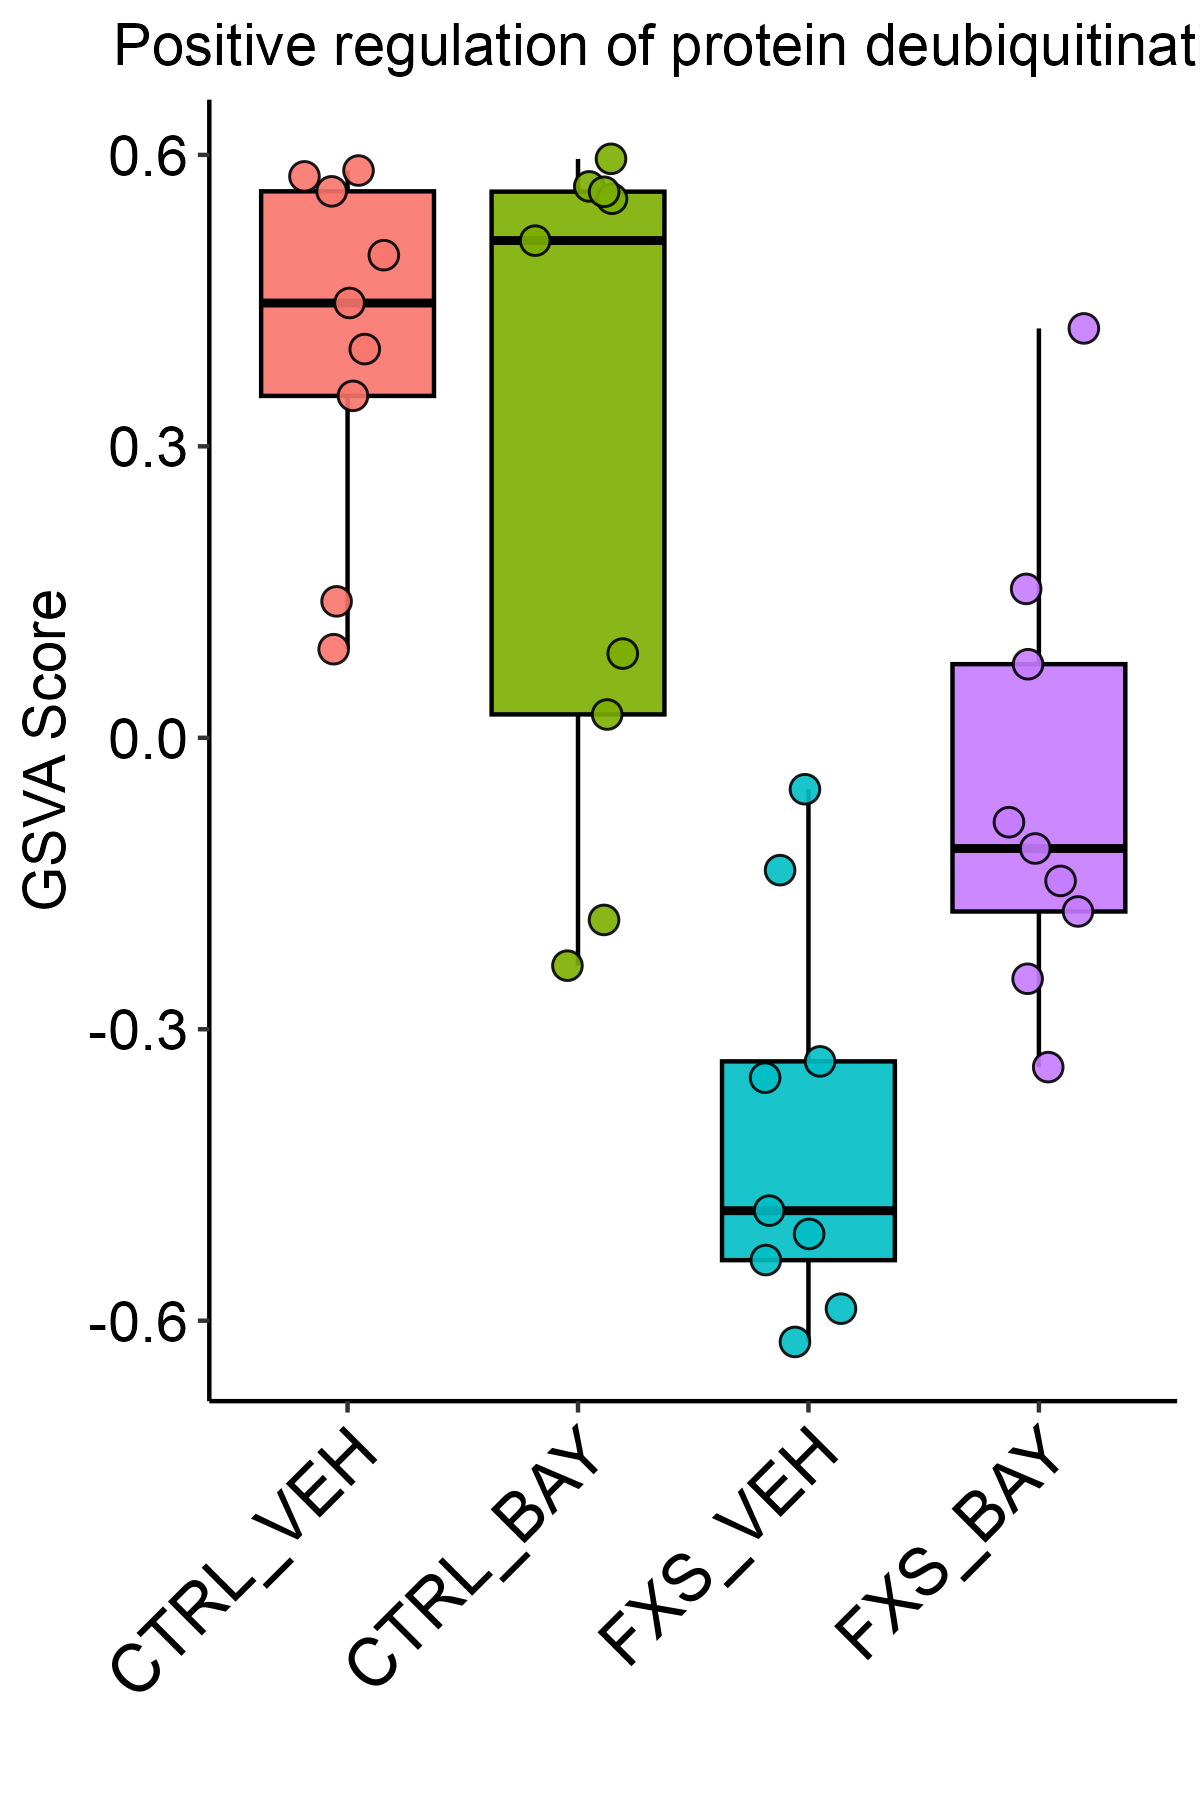 Positive regulation of protein deubiquitinati
0.6
0.3
0.0
-0.3
-0.6
GSVA Score
CTRL_VEH
CTRL_BAY
FXS_VEH
FXS_BAY